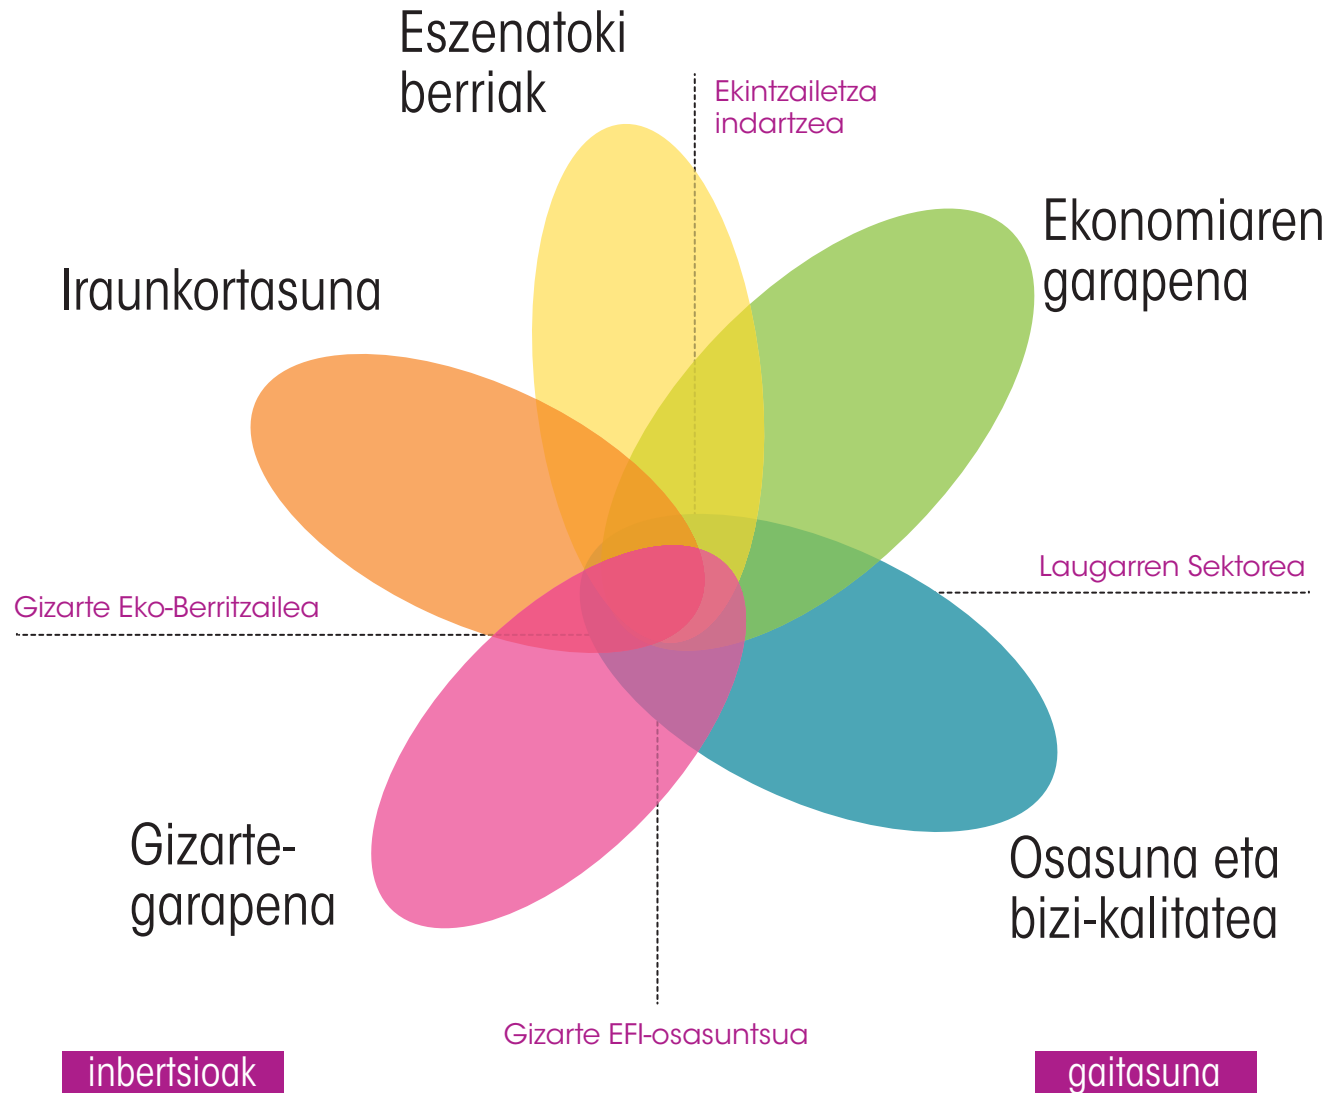 Eszenatoki
berriak
Ekintzailetza
indartzea
Ekonomiaren
garapena
Iraunkortasuna
Laugarren Sektorea
Gizarte Eko-Berritzailea
Gizarte-
garapena
Osasuna eta
bizi-kalitatea
Gizarte EFI-osasuntsua
inbertsioak
gaitasuna